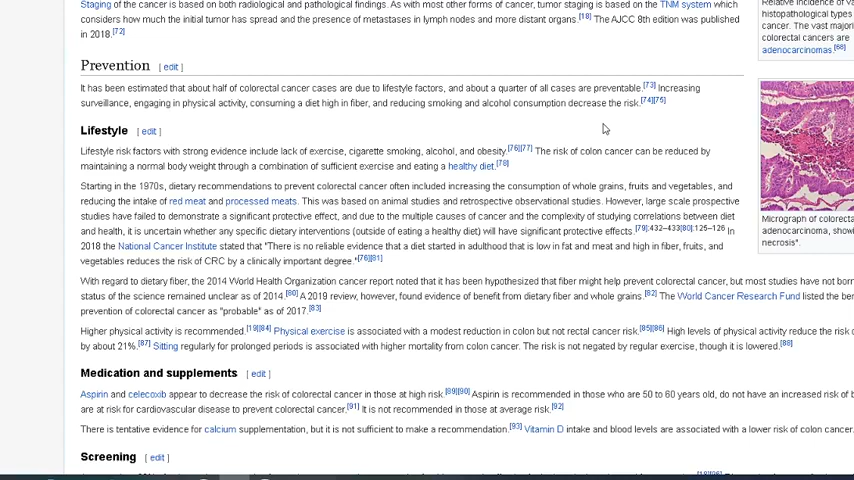 Staging of the cancer is based on both radiological and pathological findings. As with most other forms of cancer, tumor staging is based on the TNM system which
considers how much the initial tumor has spread and the presence of metastases in lymph nodes and more distant organs.[18] The AJCC 8th edition was published
in 2018.[72]
Relative incidence of va
histopathological types
cancer. The vast majori
colorectal cancers are
adenocarcinomas.[68]
Prevention [ edit ]
It has been estimated that about half of colorectal cancer cases are due to lifestyle factors, and about a quarter of all cases are preventable.[73] Increasing
surveillance, engaging in physical activity, consuming a diet high in fiber, and reducing smoking and alcohol consumption decrease the risk.[74][75]
Lifestyle [ edit ]
Lifestyle risk factors with strong evidence include lack of exercise, cigarette smoking, alcohol, and obesity.[76][77] The risk of colon cancer can be reduced by
maintaining a normal body weight through a combination of sufficient exercise and eating a healthy diet.[78]
Starting in the 1970s, dietary recommendations to prevent colorectal cancer often included increasing the consumption of whole grains, fruits and vegetables, and
reducing the intake of red meat and processed meats. This was based on animal studies and retrospective observational studies. However, large scale prospective
studies have failed to demonstrate a significant protective effect, and due to the multiple causes of cancer and the complexity of studying correlations between diet
and health, it is uncertain whether any specific dietary interventions (outside of eating a healthy diet) will have significant protective effects.[79]:432–433[80]:125–126 In
2018 the National Cancer Institute stated that "There is no reliable evidence that a diet started in adulthood that is low in fat and meat and high in fiber, fruits, and
vegetables reduces the risk of CRC by a clinically important degree."[76][81]
Micrograph of colorecta
adenocarcinoma, showi
necrosis".
With regard to dietary fiber, the 2014 World Health Organization cancer report noted that it has been hypothesized that fiber might help prevent colorectal cancer, but most studies have not born
status of the science remained unclear as of 2014.[80] A 2019 review, however, found evidence of benefit from dietary fiber and whole grains.[82] The World Cancer Research Fund listed the ben
prevention of colorectal cancer as "probable" as of 2017.[83]
Higher physical activity is recommended.[19][84] Physical exercise is associated with a modest reduction in colon but not rectal cancer risk.[85][86] High levels of physical activity reduce the risk o
by about 21%.[87] Sitting regularly for prolonged periods is associated with higher mortality from colon cancer. The risk is not negated by regular exercise, though it is lowered.[88]
Medication and supplements [ edit ]
Aspirin and celecoxib appear to decrease the risk of colorectal cancer in those at high risk.[89][90] Aspirin is recommended in those who are 50 to 60 years old, do not have an increased risk of b
are at risk for cardiovascular disease to prevent colorectal cancer.[91] It is not recommended in those at average risk.[92]
There is tentative evidence for calcium supplementation, but it is not sufficient to make a recommendation.[93] Vitamin D intake and blood levels are associated with a lower risk of colon cancer.
Screening [ edit ]